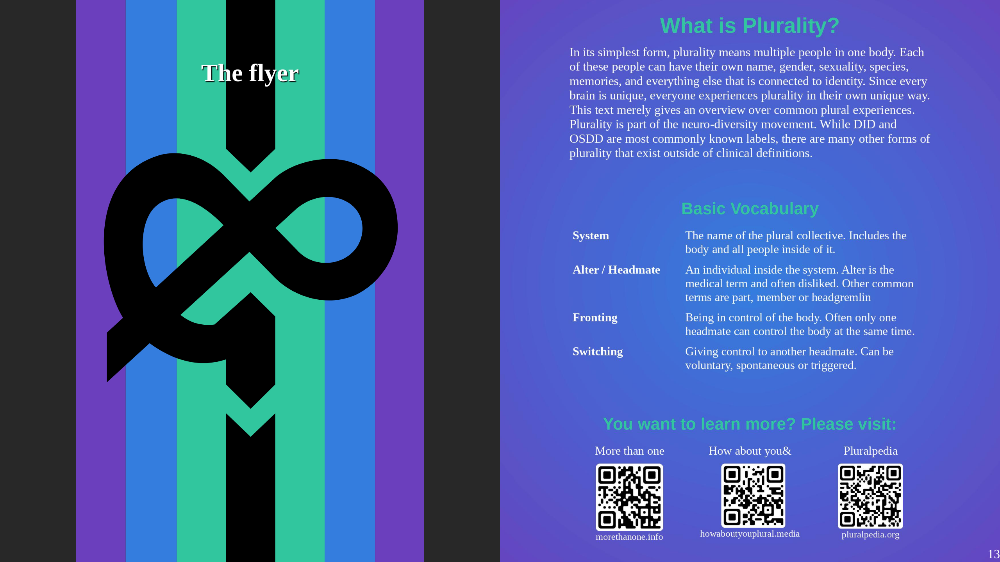 The flyer
What is Plurality?
In its simplest form, plurality means multiple people in one body. Each
of these people can have their own name, gender, sexuality, species,
memories, and everything else that is connected to identity. Since every
brain is unique, everyone experiences plurality in their own unique way.
This text merely gives an overview over common plural experiences.
Plurality is part of the neuro-diversity movement. While DID and
OSDD are most commonly known labels, there are many other forms of
plurality that exist outside of clinical definitions.
Basic Vocabulary
System
The name of the plural collective. Includes the
body and all people inside of it.
Alter / Headmate
An individual inside the system. Alter is the
medical term and often disliked. Other common
terms are part, member or headgremlin
Fronting
Being in control of the body. Often only one
headmate can control the body at the same time.
Switching
Giving control to another headmate. Can be
voluntary, spontaneous or triggered.
You want to learn more? Please visit:
More than one
How about you&
Pluralpedia
morethanone.info
howaboutyouplural.media
pluralpedia.org
13